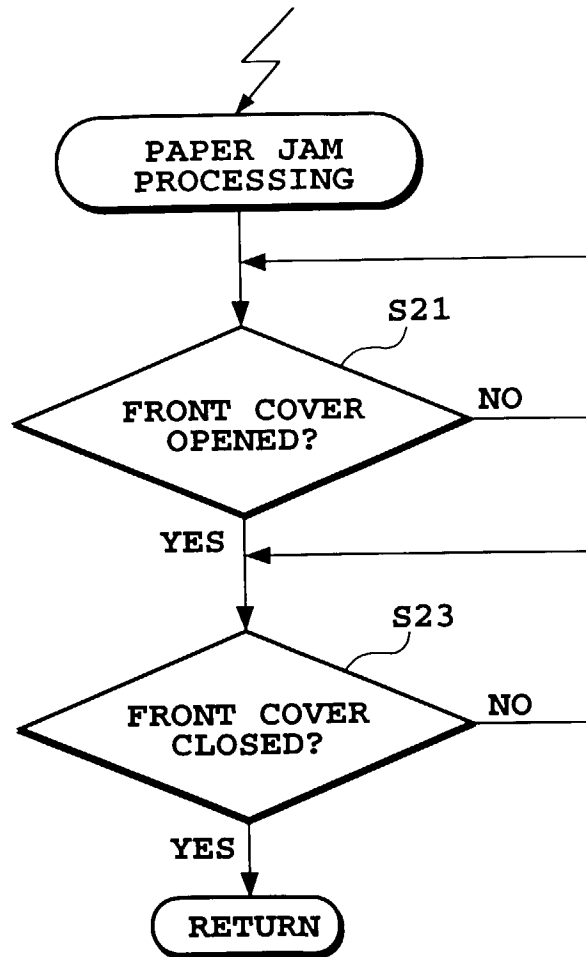 PAPER JAM
PROCESSING
S21
FRONT COVER
OPENED?
NO
YES
S23
FRONT COVER
CLOSED?
NO
YES
RETURN